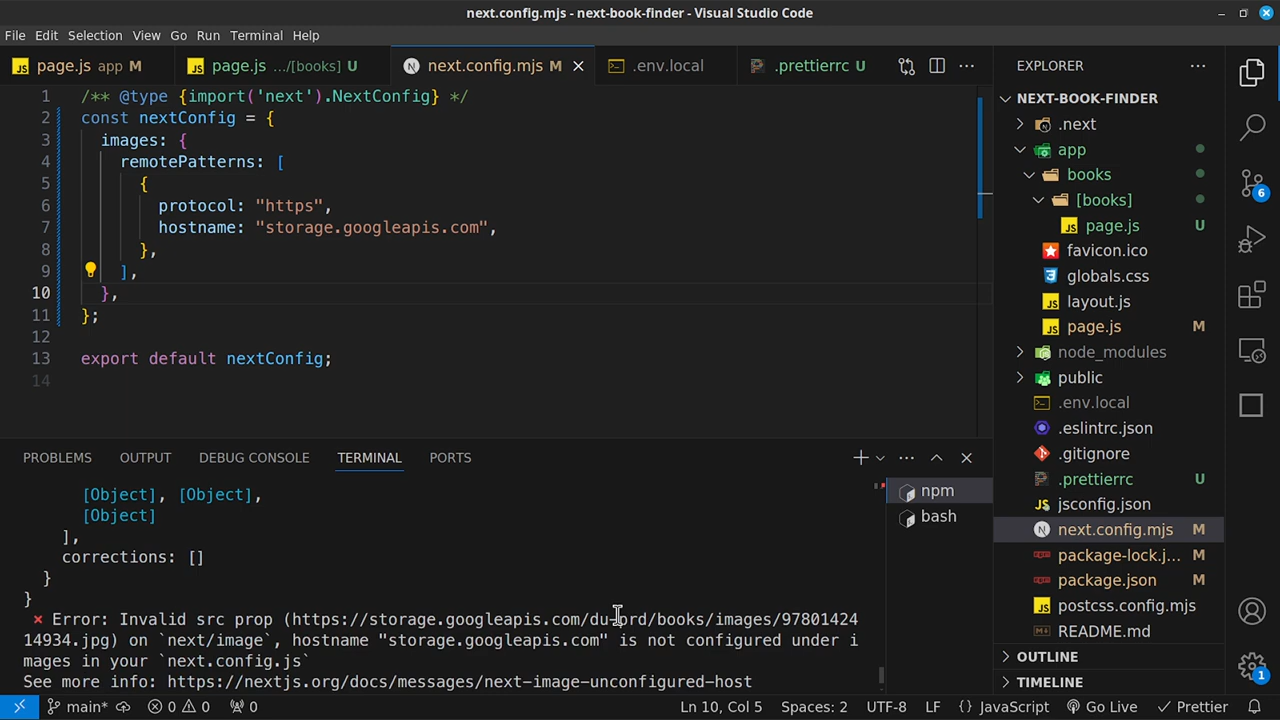 next.config.mjs - next-book-finder - Visual Studio Code
File Edit Selection View Go Run Terminal Help
page.js app M
page.js .../[books] U
next.config.mjs M
.env.local
.prettierrc U
1 /** @type {import('next').NextConfig} */
2 const nextConfig = {
3 images: {
4 remotePatterns: [
5 {
6 protocol: "https",
7 hostname: "storage.googleapis.com",
8 },
9 ],
10 },
11 };
12
13 export default nextConfig;
14
PROBLEMS OUTPUT DEBUG CONSOLE TERMINAL PORTS
[Object], [Object],
[Object]
],
corrections: []
}
}
× Error: Invalid src prop (https://storage.googleapis.com/du-prd/books/images/97801424
14934.jpg) on `next/image`, hostname "storage.googleapis.com" is not configured under i
mages in your `next.config.js`
See more info: https://nextjs.org/docs/messages/next-image-unconfigured-host
npm
bash
EXPLORER
NEXT-BOOK-FINDER
.next
app
books
[books]
page.js U
favicon.ico
globals.css
layout.js
page.js M
node_modules
public
.env.local
.eslintrc.json
.gitignore
.prettierrc U
jsconfig.json
next.config.mjs M
package-lock.j... M
package.json M
postcss.config.mjs
README.md
OUTLINE
TIMELINE
6
1
main* 0 0 0 Ln 10, Col 5 Spaces: 2 UTF-8 LF {} JavaScript Go Live Prettier